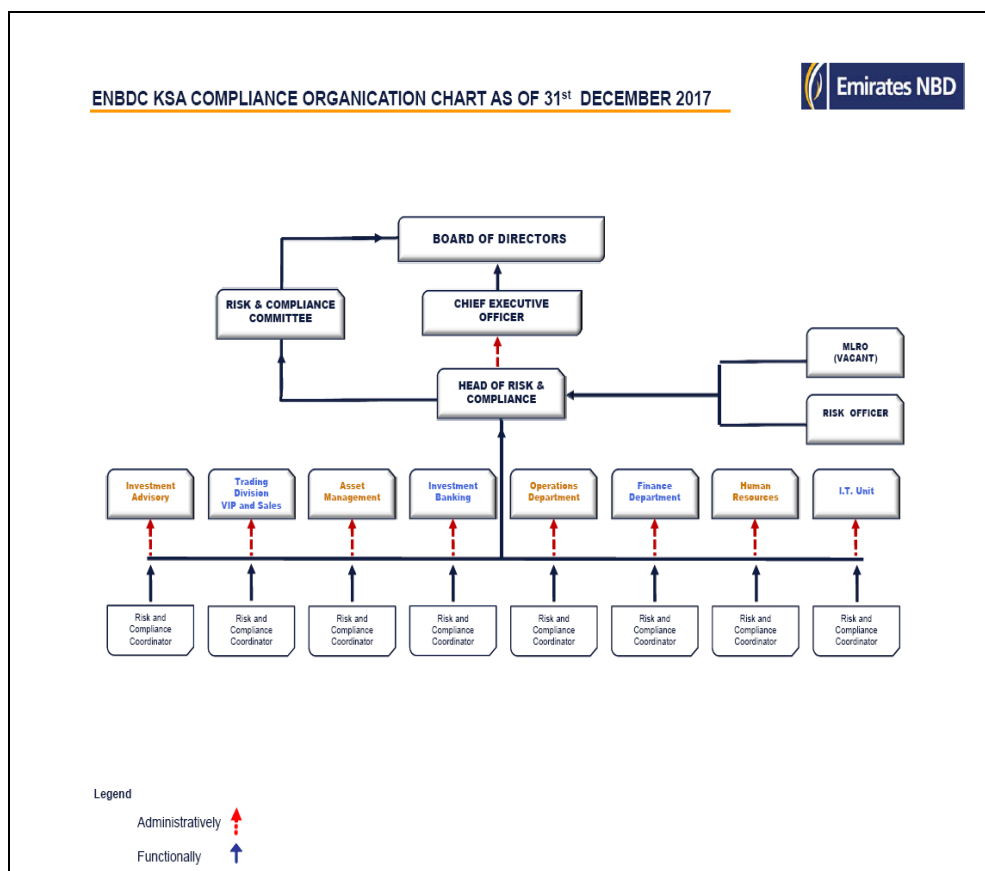 ENBDC KSA COMPLIANCE ORGANICATION CHART AS OF 31st DECEMBER 2017
Emirates NBD
BOARD OF DIRECTORS
RISK & COMPLIANCE
COMMITTEE
CHIEF EXECUTIVE
OFFICER
MLRO
(VACANT)
HEAD OF RISK &
COMPLIANCE
RISK OFFICER
Investment
Advisory
Trading
Division
VIP and Sales
Asset
Management
Investment
Banking
Operations
Department
Finance
Department
Human
Resources
I.T. Unit
Risk and
Compliance
Coordinator
Risk and
Compliance
Coordinator
Risk and
Compliance
Coordinator
Risk and
Compliance
Coordinator
Risk and
Compliance
Coordinator
Risk and
Compliance
Coordinator
Risk and
Compliance
Coordinator
Risk and
Compliance
Coordinator
Legend
Administratively
Functionally